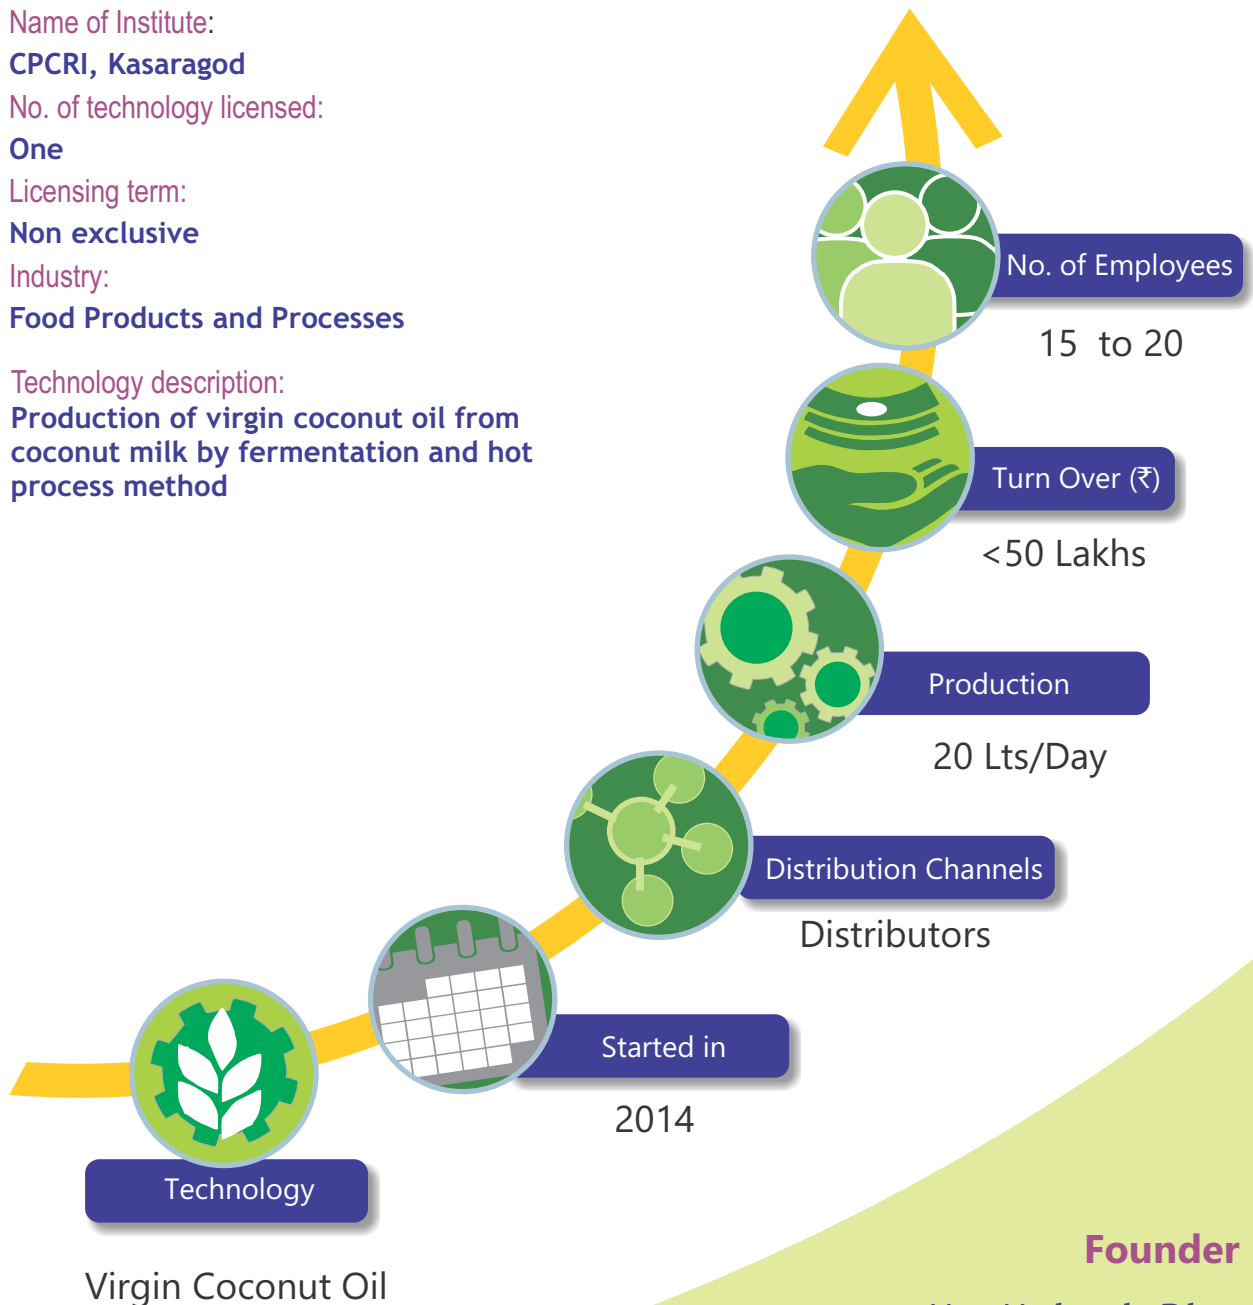 Name of Institute:
CPCRI, Kasaragod
No. of technology licensed:
One
Licensing term:
Non exclusive
Industry:
Food Products and Processes
Technology description:
Production of virgin coconut oil from
coconut milk by fermentation and hot
process method
No. of Employees
15 to 20
Turn Over (₹)
<50 Lakhs
Production
20 Lts/Day
Distribution Channels
Distributors
Started in
2014
Technology
Virgin Coconut Oil
Founder